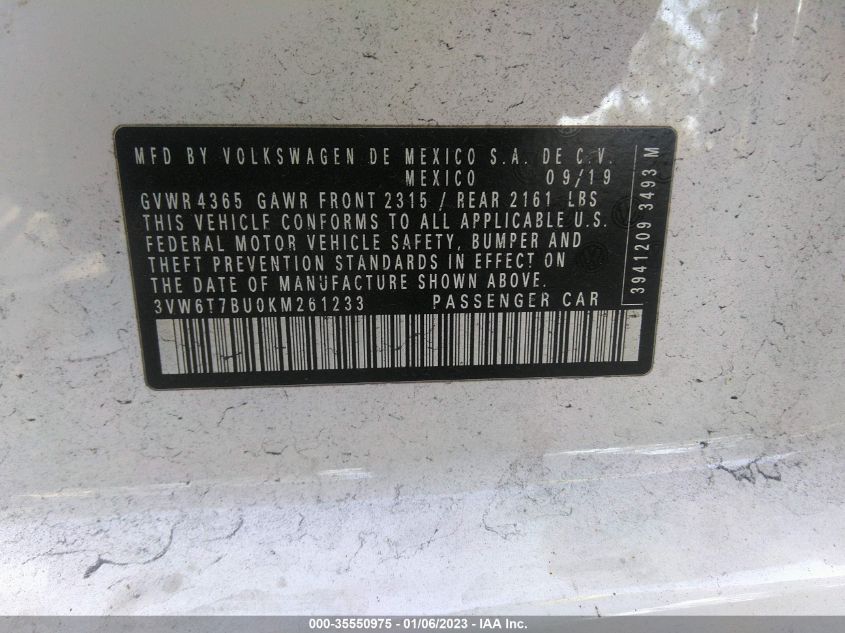 MFD BY VOLKSWAGEN DE MEXICO S.A. DE C.V.
MEXICO 09/19
GVWR 4365 GAWR FRONT 2315 / REAR 2161 LBS
THIS VEHICLE CONFORMS TO ALL APPLICABLE U.S.
FEDERAL MOTOR VEHICLE SAFETY, BUMPER AND
THEFT PREVENTION STANDARDS IN EFFECT ON
THE DATE OF MANUFACTURE SHOWN ABOVE.
3VW6T7BU0KM261233 PASSENGER CAR
3941209 3493 M
000-35550975 - 01/06/2023 - IAA Inc.